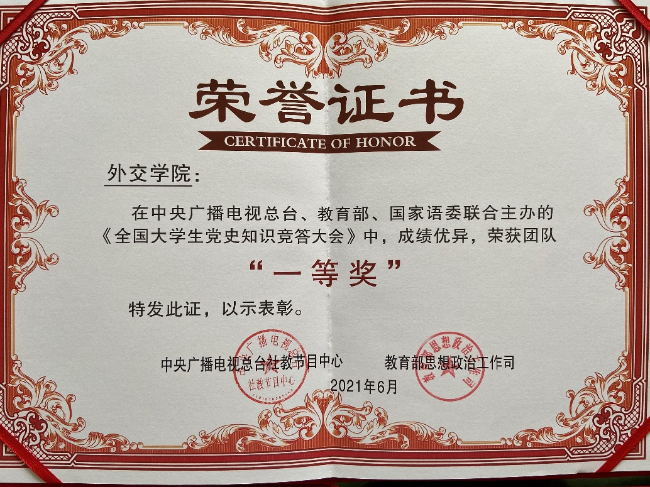 荣誉证书
CERTIFICATE OF HONOR
外交学院：
在中央广播电视总台、教育部、国家语委联合主办的
《全国大学生党史知识竞答大会》中，成绩优异，荣获团队
“一等奖”
特发此证，以示表彰。
中央广播电视总台社教节目中心 教育部思想政治工作司
2021年6月